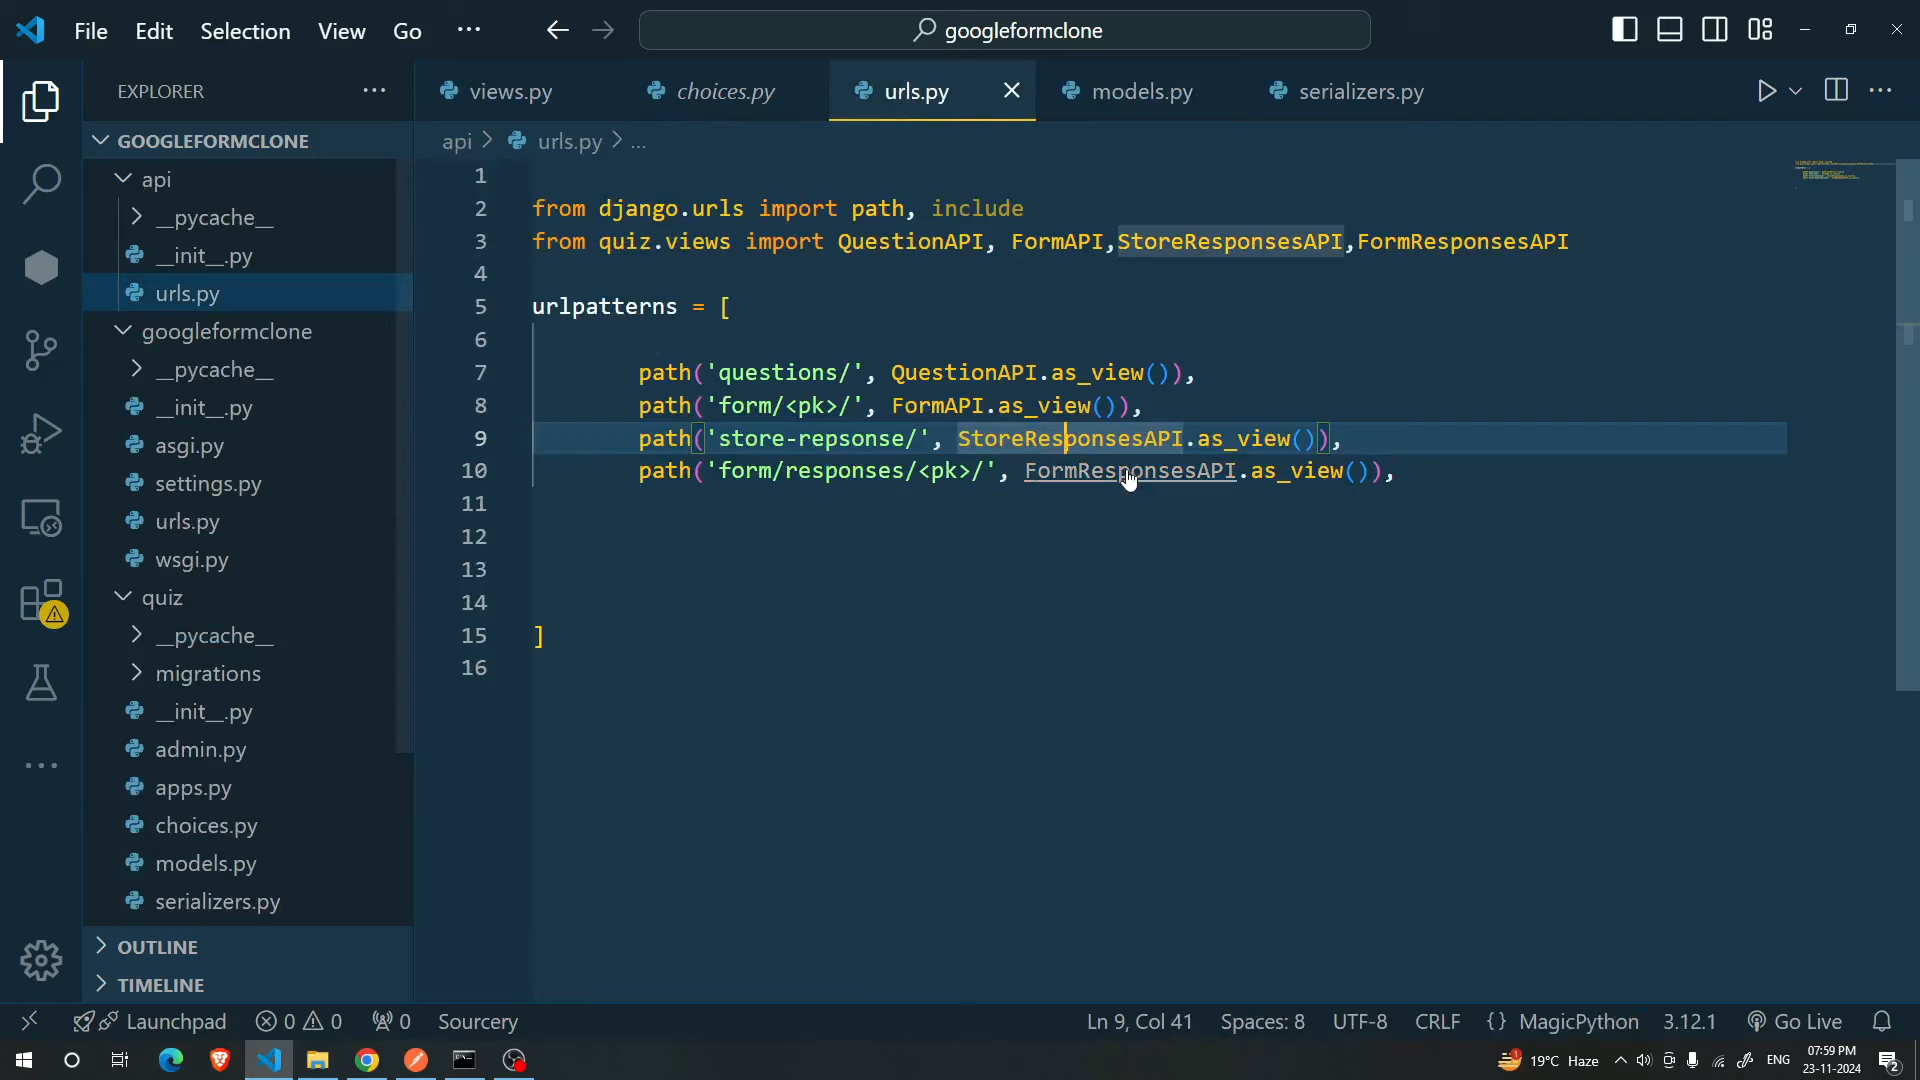 File Edit Selection View Go ... googleformclone
EXPLORER
views.py choices.py urls.py models.py serializers.py
GOOGLEFORMCLONE
api > urls.py > ...
api
__pycache__
__init__.py
urls.py
googleformclone
__pycache__
__init__.py
asgi.py
settings.py
urls.py
wsgi.py
quiz
__pycache__
migrations
__init__.py
admin.py
apps.py
choices.py
models.py
serializers.py
OUTLINE
TIMELINE
1
2 from django.urls import path, include
3 from quiz.views import QuestionAPI, FormAPI,StoreResponsesAPI,FormResponsesAPI
4
5 urlpatterns = [
6
7 path('questions/', QuestionAPI.as_view()),
8 path('form/<pk>/', FormAPI.as_view()),
9 path('store-repsonse/', StoreResponsesAPI.as_view()),
10 path('form/responses/<pk>/', FormResponsesAPI.as_view()),
11
12
13
14
15 ]
16
Launchpad 0 0 0 Sourcery Ln 9, Col 41 Spaces: 8 UTF-8 CRLF {} MagicPython 3.12.1 Go Live
1 19°C Haze ENG 07:59 PM 2
23-11-2024